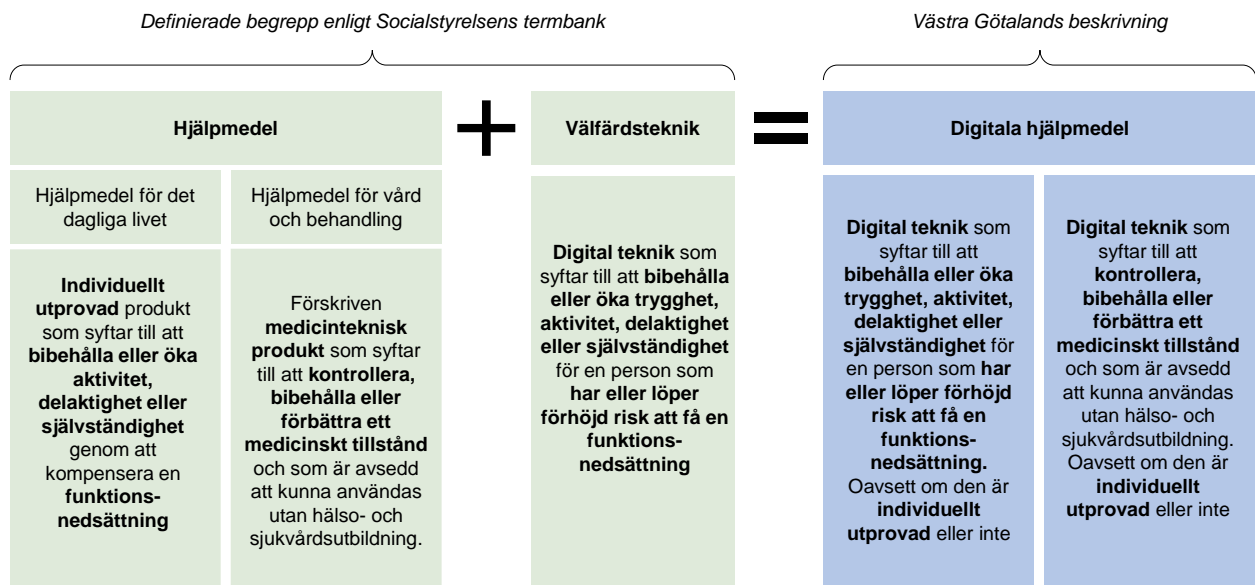 Definierade begrepp enligt Socialstyrelsens termbank
Västra Götalands beskrivning
Hjälpmedel
+
Välfärdsteknik
=
Digitala hjälpmedel
Hjälpmedel för det
dagliga livet
Hjälpmedel för vård
och behandling
Individuellt
utprovad produkt
som syftar till att
bibehålla eller öka
aktivitet,
delaktighet eller
självständighet
genom att
kompensera en
funktions-
nedsättning
Förskriven
medicinteknisk
produkt som syftar
till att kontrollera,
bibehålla eller
förbättra ett
medicinskt tillstånd
och som är avsedd
att kunna användas
utan hälso- och
sjukvårdsutbildning.
Digital teknik som
syftar till att bibehålla
eller öka trygghet,
aktivitet, delaktighet
eller självständighet
för en person som
har eller löper
förhöjd risk att få en
funktions-
nedsättning
Digital teknik som
syftar till att
bibehålla eller öka
trygghet, aktivitet,
delaktighet eller
självständighet för
en person som har
eller löper förhöjd
risk att få en
funktions-
nedsättning.
Oavsett om den är
individuellt
utprovad eller inte
Digital teknik som
syftar till att
kontrollera,
bibehålla eller
förbättra ett
medicinskt tillstånd
och som är avsedd
att kunna användas
utan hälso- och
sjukvårdsutbildning.
Oavsett om den är
individuellt
utprovad eller inte